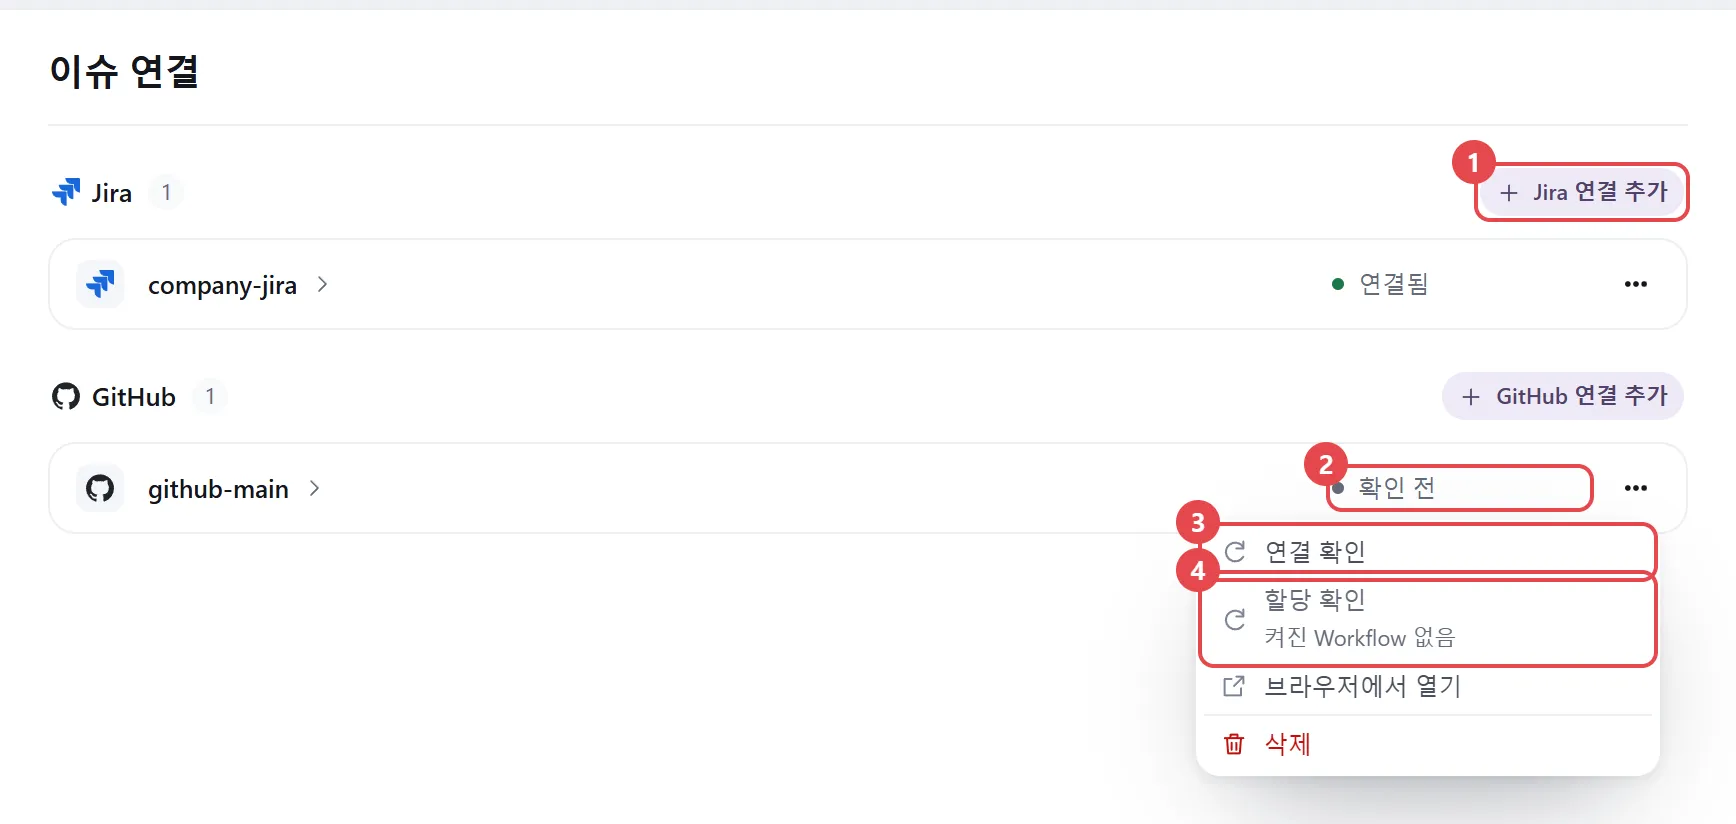 이슈 연결
Jira 1
1
+ Jira 연결 추가
company-jira
연결됨
GitHub 1
+ GitHub 연결 추가
github-main
2
확인 전
3
연결 확인
4
할당 확인
켜진 Workflow 없음
브라우저에서 열기
삭제